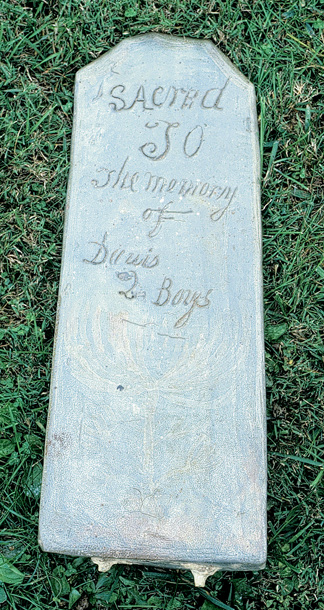 SAcred
TO
The memory
of
Davis
2 Boys